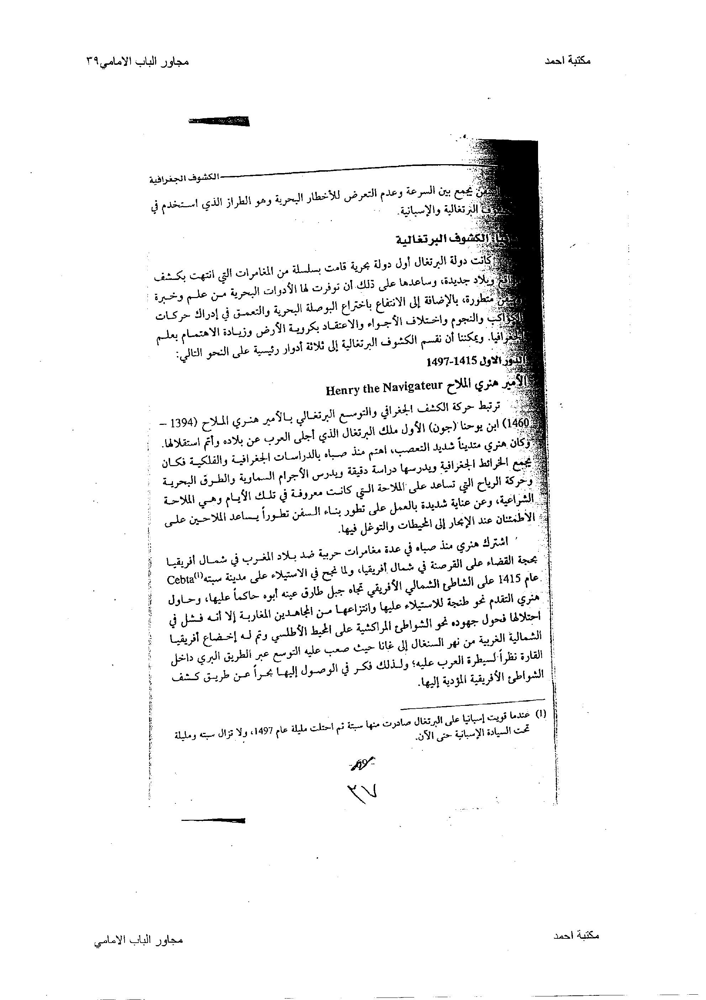 مكتبة احمد
مجاور الباب الامامي ٣٩
الكشوف الجغرافية
يجمع بين السرعة وعدم التعرض للأخطار البحرية وهو الطراز الذي استخدم في
البرتغالية والإسبانية.
الكشوف البرتغالية
كانت دولة البرتغال أول دولة بحرية قامت بسلسلة من المغامرات التي انتهت بكشف
وبلاد جديدة، وساعدها على ذلك أن توفرت لها الأدوات البحرية من علم وخبرة
متطورة، بالإضافة إلى الانتفاع باختراع البوصلة البحرية والتعمق في إدراك حركات
الكواكب والنجوم واختلاف الأجواء والاعتقاد بكروية الأرض وزيادة الاهتمام بعلم
الجغرافيا. ويمكننا أن نقسم الكشوف البرتغالية إلى ثلاثة أدوار رئيسية على النحو التالي:
الدور الاول 1415-1497
الأمير هنري الملاح Henry the Navigateur
ترتبط حركة الكشف الجغرافي والتوسع البرتغالي بالأمير هنري الملاح (1394 –
1460) ابن يوحنا (جون) الأول ملك البرتغال الذي أجلى العرب عن بلاده وأتم استقلالها.
وكان هنري متديناً شديد التعصب، اهتم منذ صباه بالدراسات الجغرافية والفلكية فكان
يجمع الخرائط الجغرافية ويدرسها دراسة دقيقة ويدرس الأجرام السماوية والطرق البحرية
وحركة الرياح التي تساعد على الملاحة التي كانت معروفة في تلك الأيام وهي الملاحة
الشراعية، وعن عناية شديدة بالعمل على تطور بناء السفن تطوراً يساعد الملاحين على
الاطمئنان عند الإبحار إلى المحيطات والتوغل فيها.
اشترك هنري منذ صباه في عدة مغامرات حربية ضد بلاد المغرب في شمال أفريقيا
بحجة القضاء على القرصنة في شمال أفريقيا، ولما نجح في الاستيلاء على مدينة سبته(1) Cebta
عام 1415 على الشاطئ الشمالي الأفريقي تجاه جبل طارق عينه أبوه حاكماً عليها، وحاول
هنري التقدم نحو طنجة للاستيلاء عليها وانتزاعها من المجاهدين المغاربة إلا أنه فشل في
احتلالها فحول جهوده نحو الشواطئ المراكشية على المحيط الأطلسي وتم له إخضاع أفريقيا
الشمالية الغربية من نهر السنغال إلى غانا حيث صعب عليه التوسع عبر الطريق البري داخل
القارة نظراً لسيطرة العرب عليه؛ ولذلك فكر في الوصول إليها بحراً عن طريق كشف
الشواطئ الأفريقية المؤدية إليها.
(1) عندما قويت إسبانيا على البرتغال صادرت منها سبتة ثم احتلت مليلة عام 1497، ولا تزال سبته ومليلة
تحت السيادة الإسبانية حتى الآن.
-69-
٣٧
مكتبة احمد
مجاور الباب الامامي